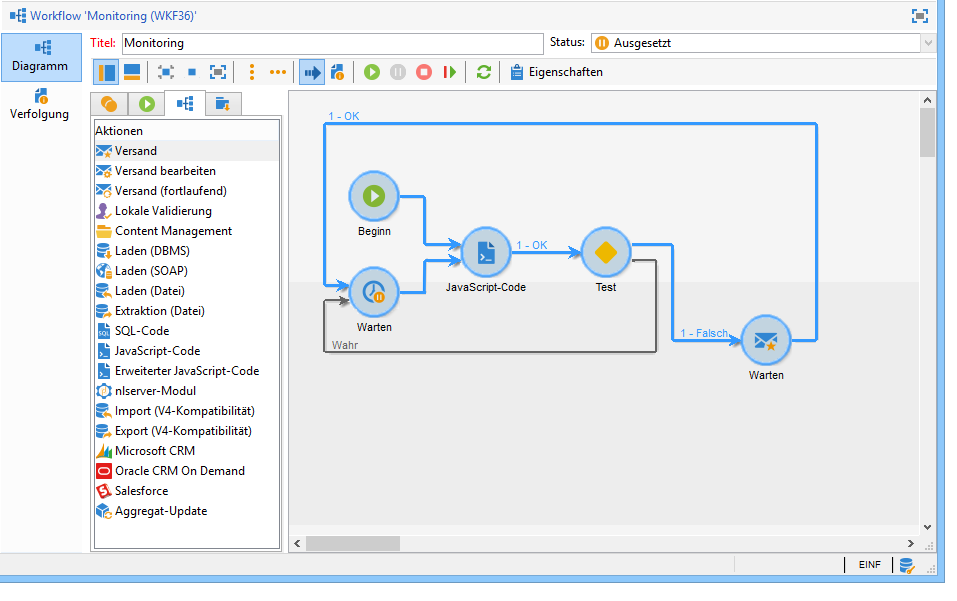 Workflow 'Monitoring (WKF36)'
Diagramm
Verfolgung
Titel: Monitoring
Status: Ausgesetzt
Eigenschaften
Aktionen
Versand
Versand bearbeiten
Versand (fortlaufend)
Lokale Validierung
Content Management
Laden (DBMS)
Laden (SOAP)
Laden (Datei)
Extraktion (Datei)
SQL-Code
JavaScript-Code
Erweiterter JavaScript-Code
nlserver-Modul
Import (V4-Kompatibilität)
Export (V4-Kompatibilität)
Microsoft CRM
Oracle CRM On Demand
Salesforce
Aggregat-Update
1 - OK
Beginn
JavaScript-Code
1 - OK
Test
Warten
Wahr
1 - Falsch
Warten
EINF